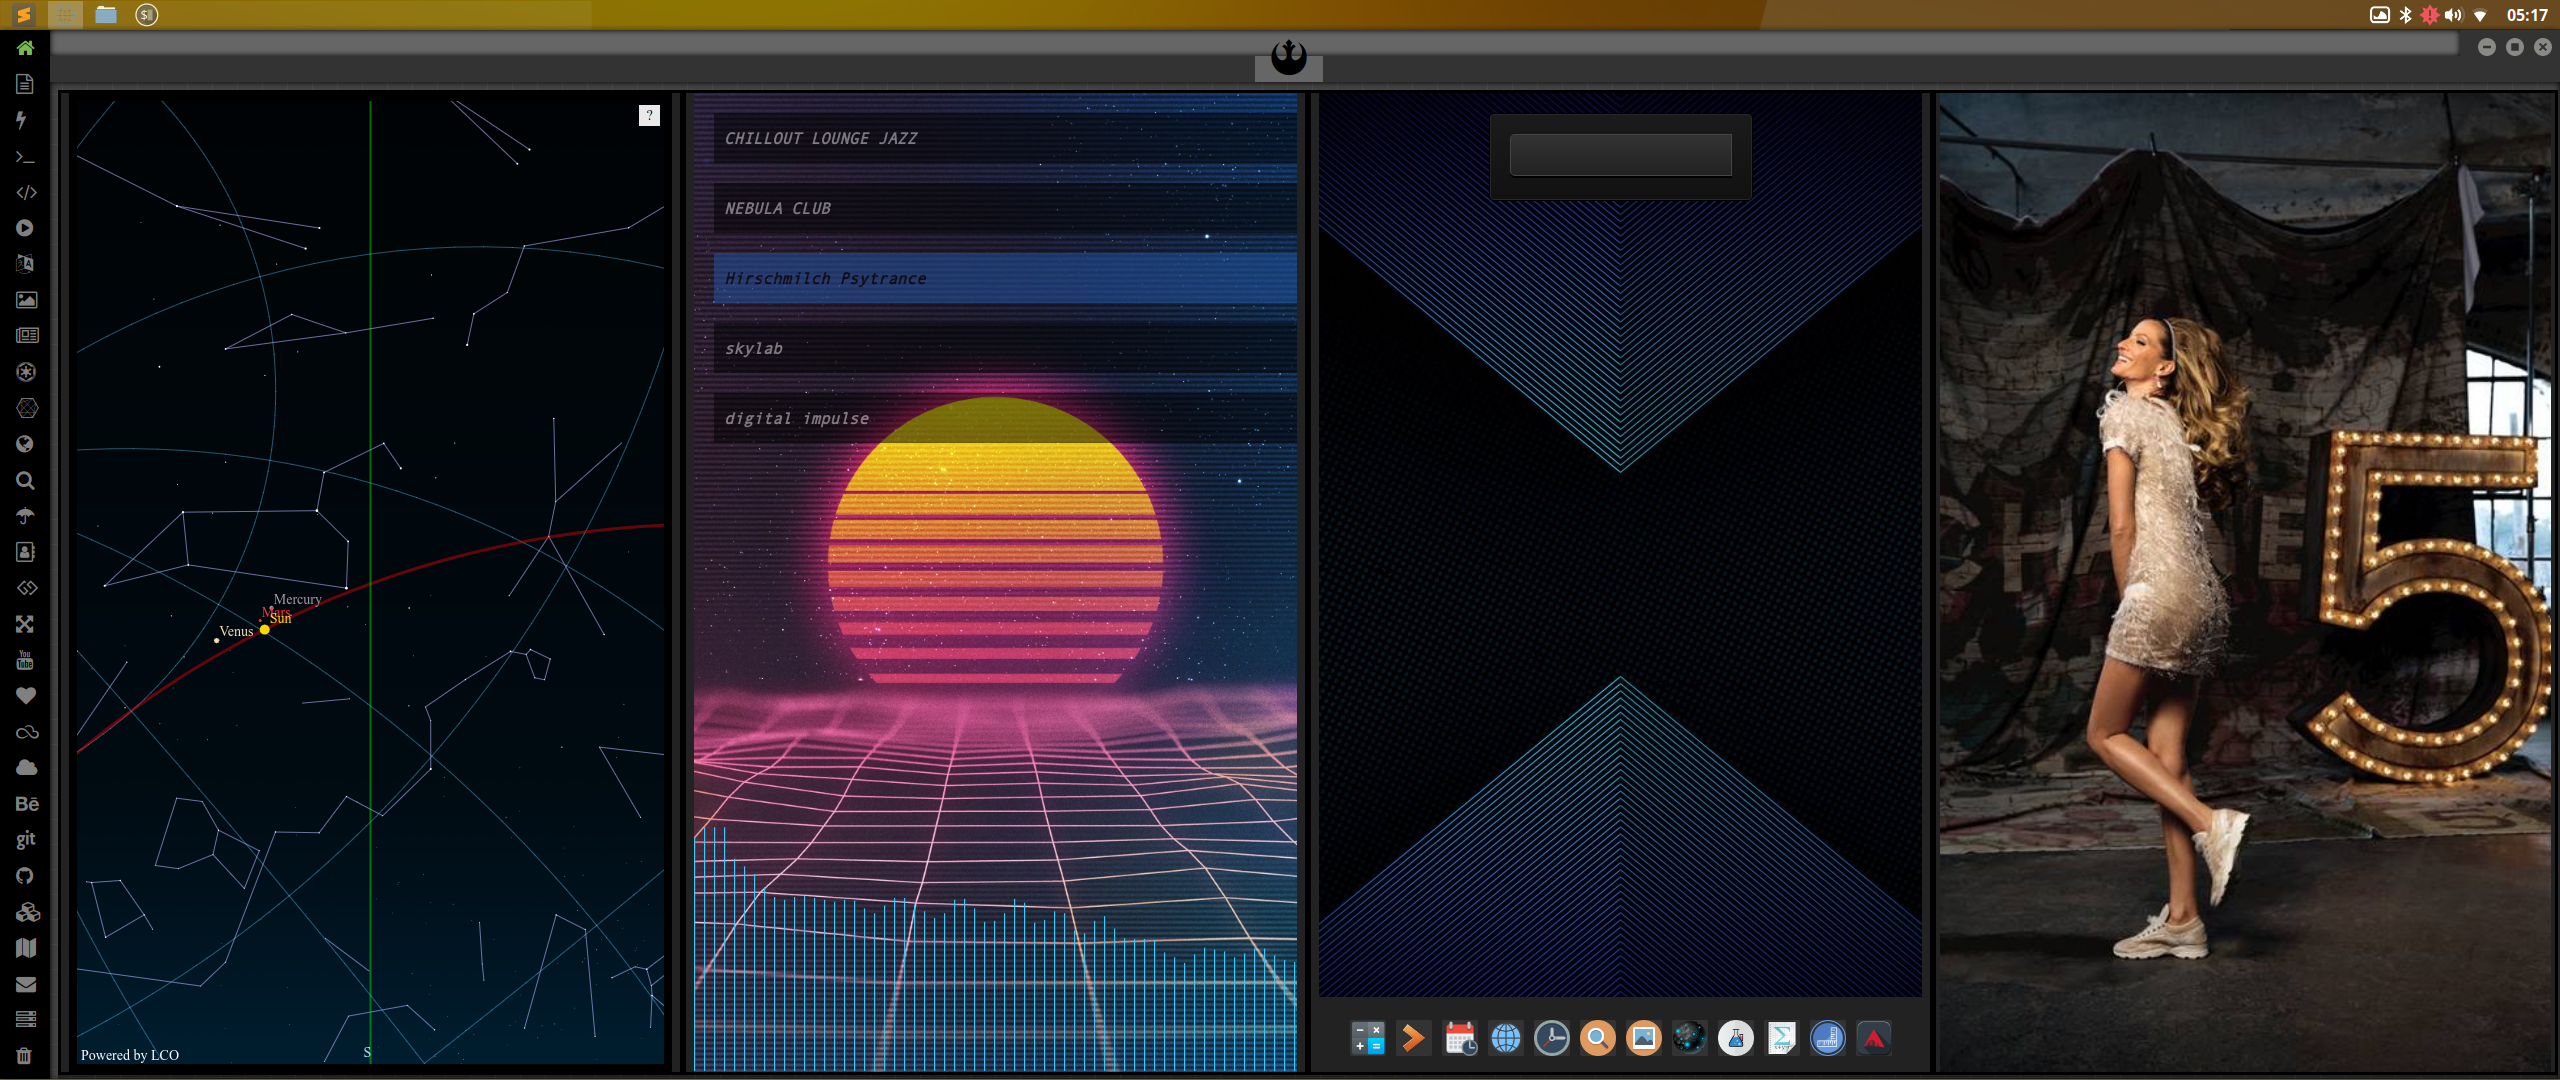 05:17
?
CHILLOUT LOUNGE JAZZ
NEBULA CLUB
Hirschmilch Psytrance
skylab
digital impulse
Mercury
Mars
Sun
Venus
You
Tube
Bē
git
Powered by LCO
S
5